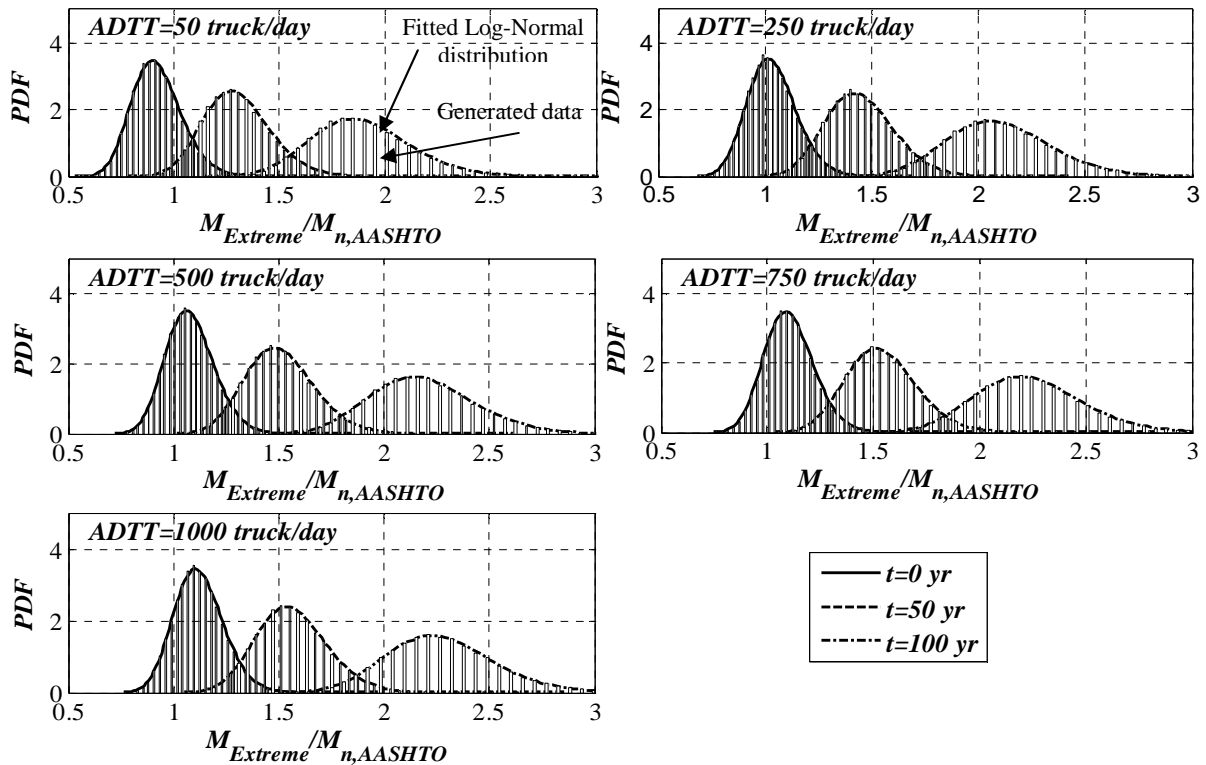 ADTT=50 truck/day
Fitted Log-Normal
distribution
Generated data
PDF
4
2
0
0.5 1 1.5 2 2.5 3
M_Extreme/M_n,AASHTO
ADTT=250 truck/day
PDF
4
2
0
0.5 1 1.5 2 2.5 3
M_Extreme/M_n,AASHTO
ADTT=500 truck/day
PDF
4
2
0
0.5 1 1.5 2 2.5 3
M_Extreme/M_n,AASHTO
ADTT=750 truck/day
PDF
4
2
0
0.5 1 1.5 2 2.5 3
M_Extreme/M_n,AASHTO
ADTT=1000 truck/day
PDF
4
2
0
0.5 1 1.5 2 2.5 3
M_Extreme/M_n,AASHTO
t=0 yr
t=50 yr
t=100 yr